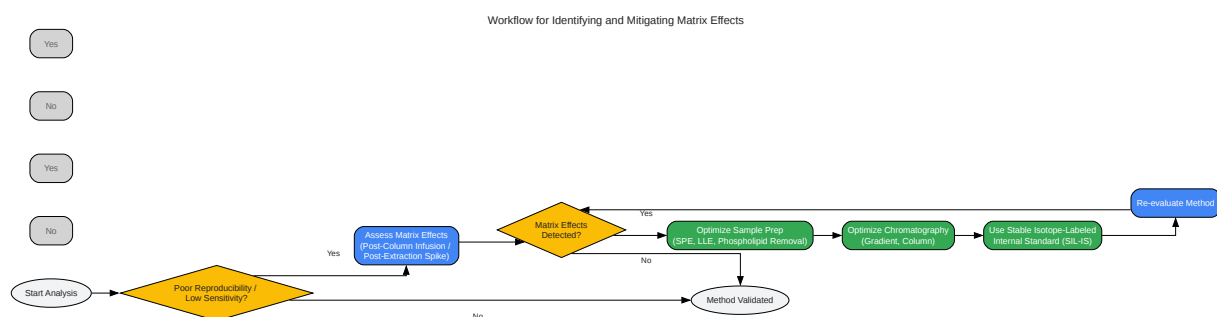 Workflow for Identifying and Mitigating Matrix Effects
Yes
No
Yes
No
Start Analysis
Poor Reproducibility /
Low Sensitivity?
Yes
No
Assess Matrix Effects
(Post-Column Infusion /
Post-Extraction Spike)
Matrix Effects
Detected?
Yes
No
Optimize Sample Prep
(SPE, LLE, Phospholipid Removal)
Optimize Chromatography
(Gradient, Column)
Use Stable Isotope-Labeled
Internal Standard (SIL-IS)
Re-evaluate Method
Method Validated